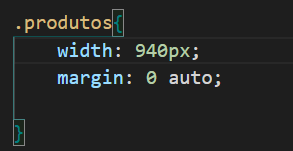 .produtos{
    width: 940px;
    margin: 0 auto;
}